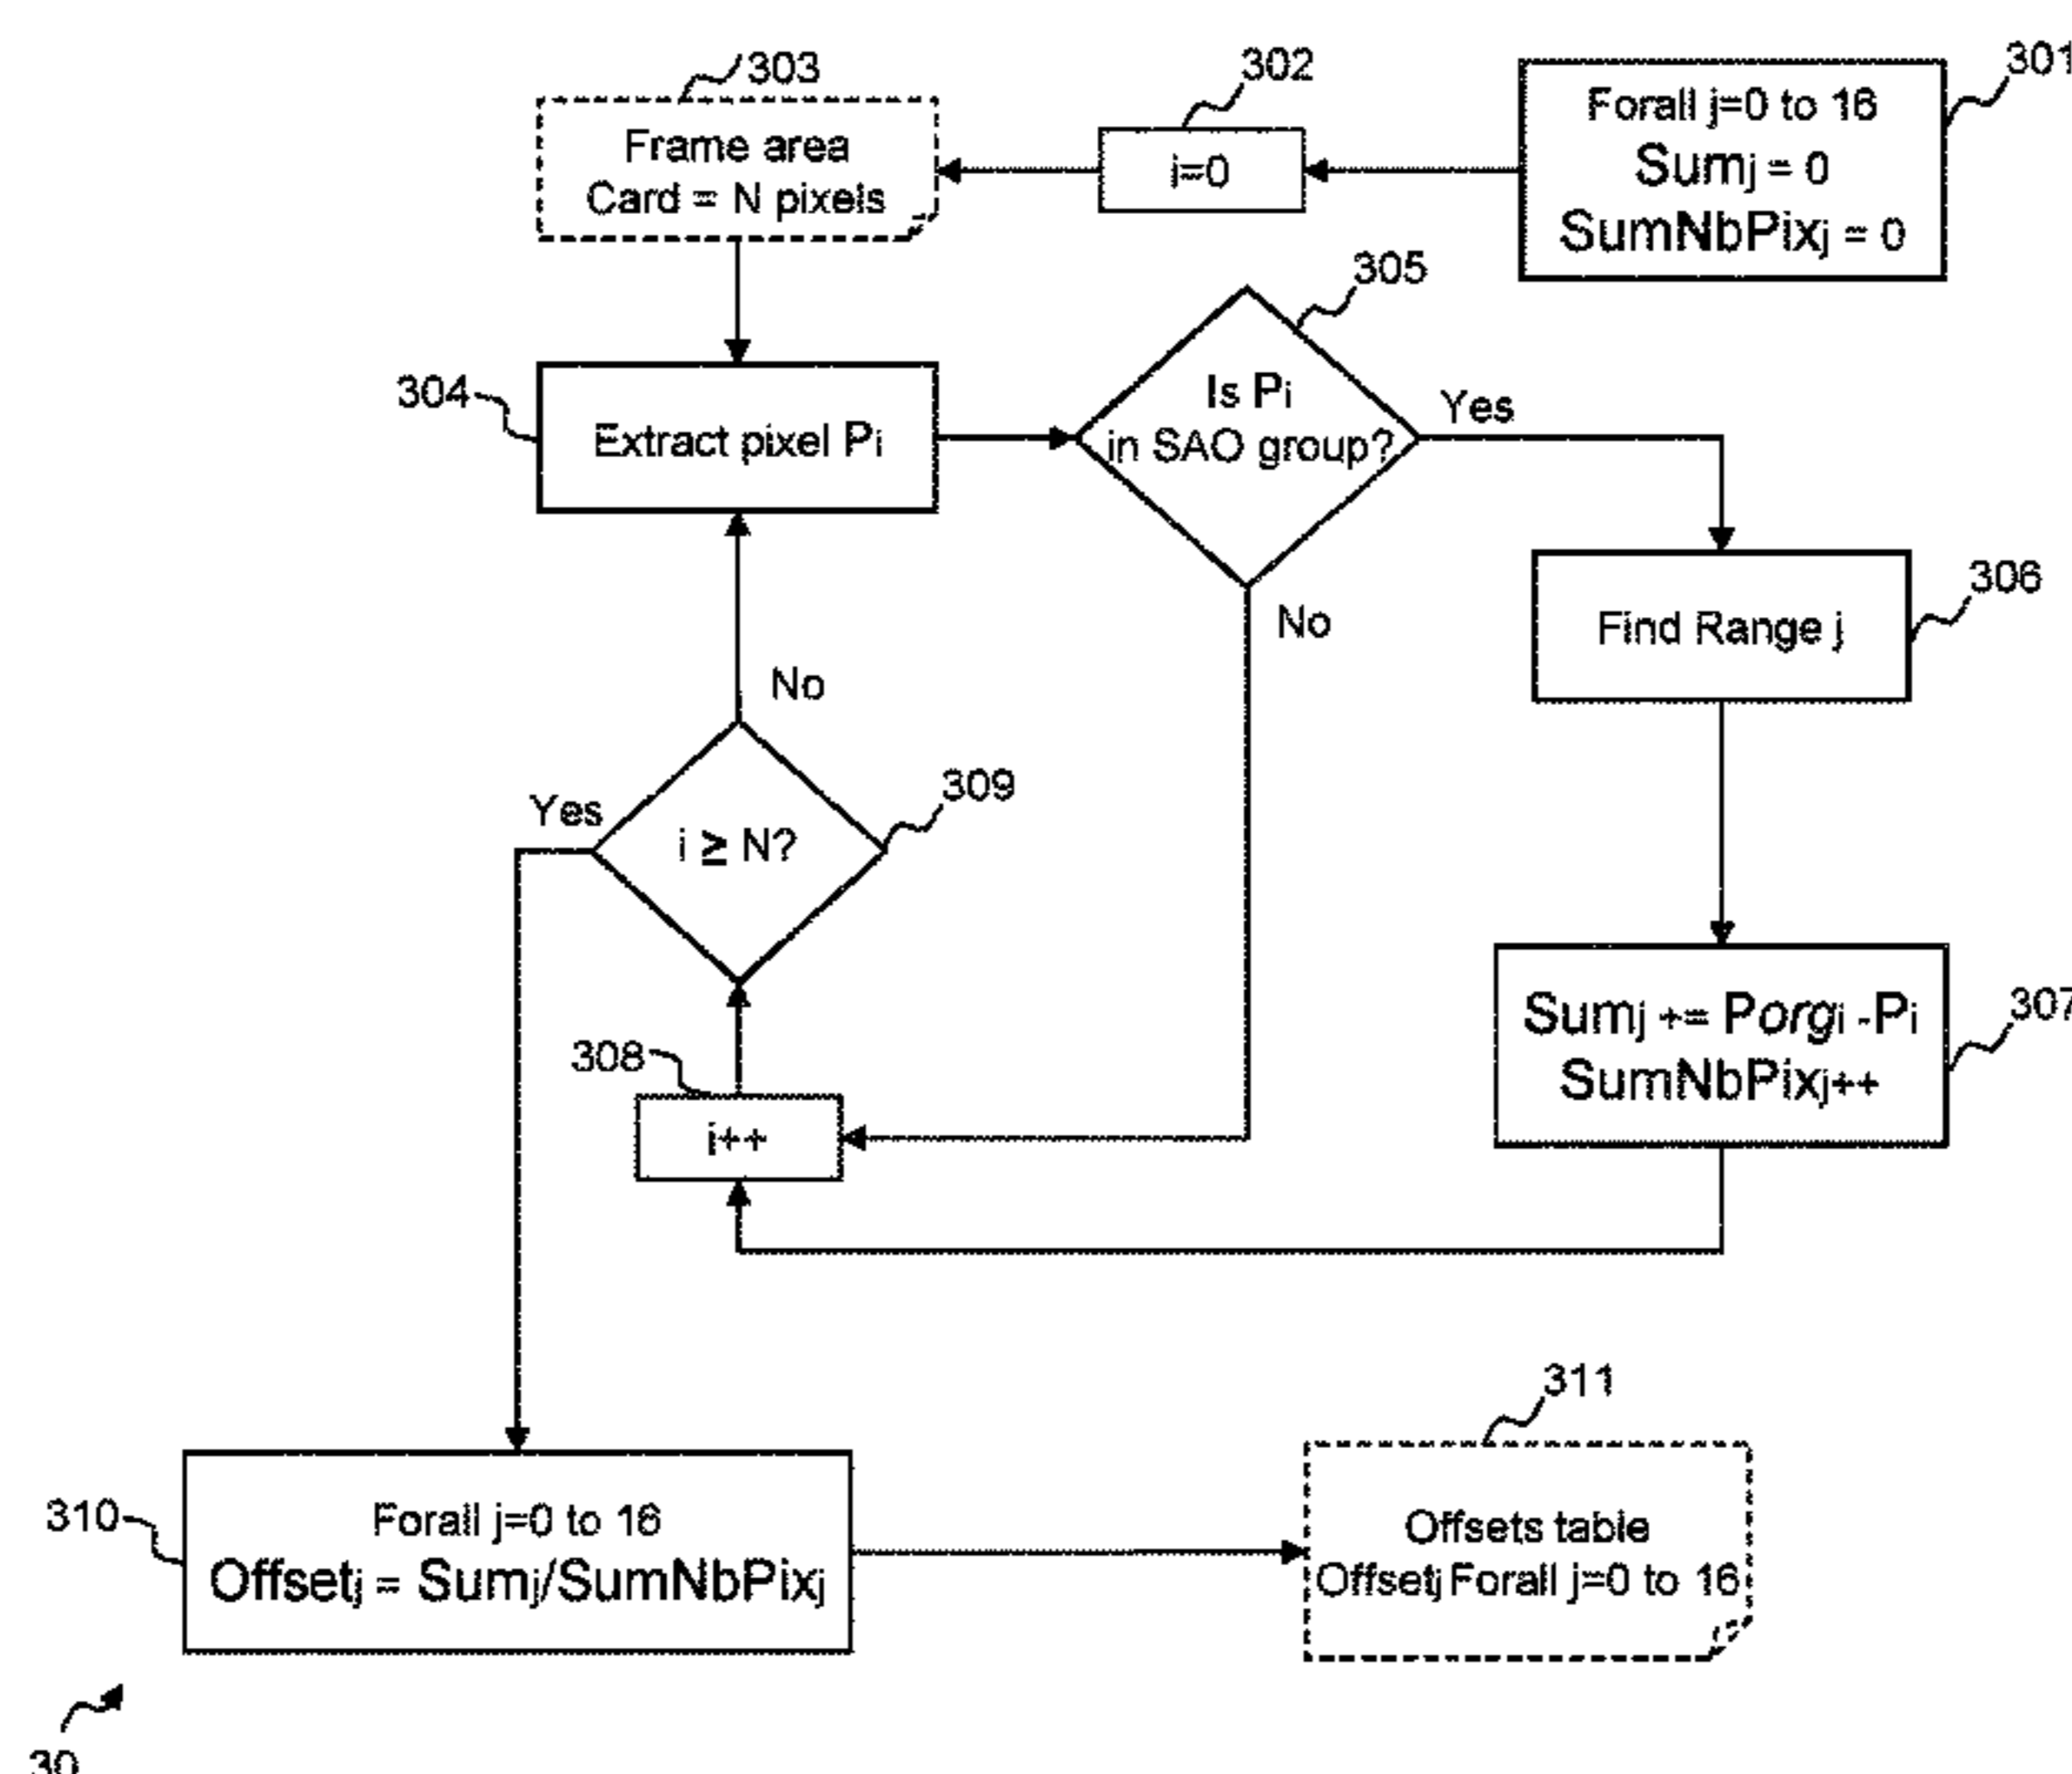 301
Forall j=0 to 16
Sumj = 0
SumNbPixj = 0
302
i=0
303
Frame area
Card = N pixels
304
Extract pixel Pi
305
Is Pi
in SAO group?
Yes
No
306
Find Range j
307
Sumj += Porgi -Pi
SumNbPixj++
308
i++
309
i ≥ N?
No
Yes
310
Forall j=0 to 16
Offsetj = Sumj/SumNbPixj
311
Offsets table
Offsetj Forall j=0 to 16
30